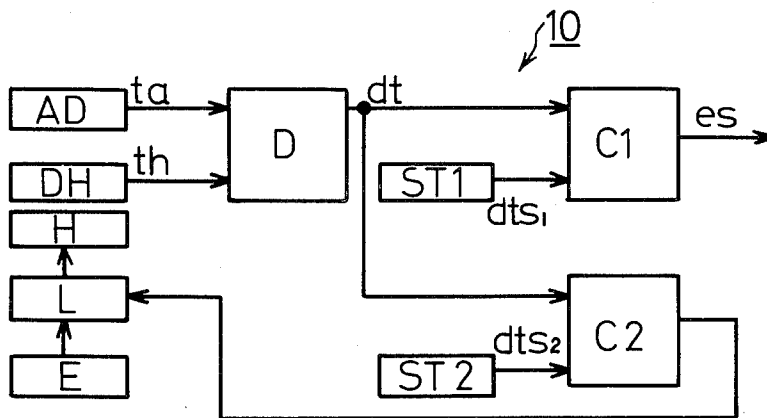 10
ta
dt
es
AD
D
C1
th
DH
ST1
dts₁
H
L
C2
dts₂
E
ST2